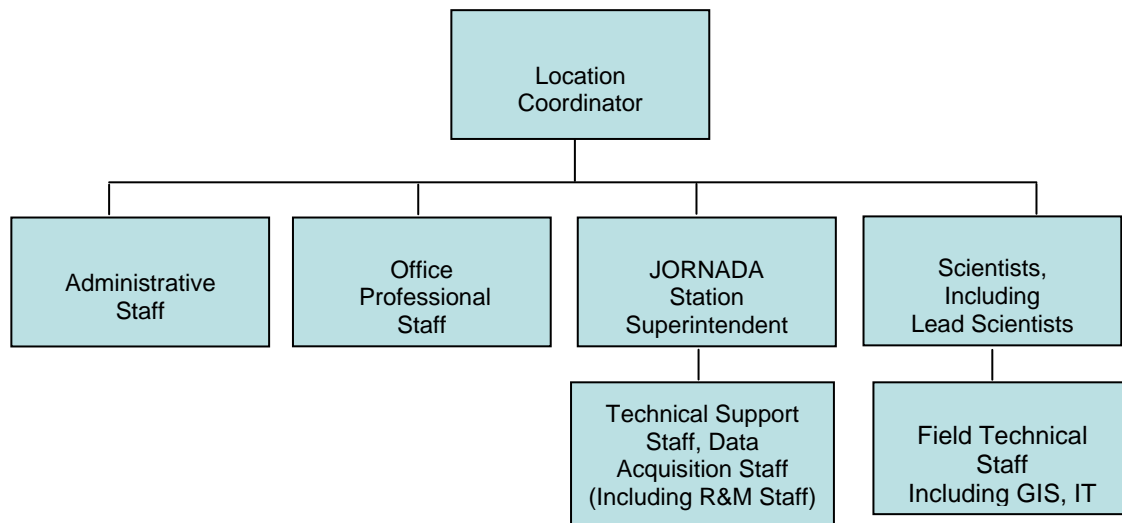 Location
Coordinator
Administrative
Staff
Office
Professional
Staff
JORNADA
Station
Superintendent
Scientists,
Including
Lead Scientists
Technical Support
Staff, Data
Acquisition Staff
(Including R&M Staff)
Field Technical
Staff
Including GIS, IT